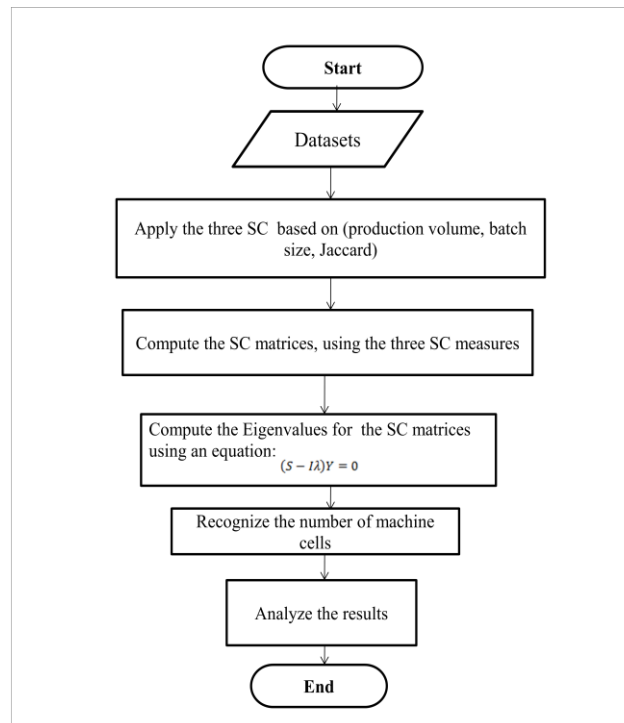 Start
Datasets
Apply the three SC based on (production volume, batch
size, Jaccard)
Compute the SC matrices, using the three SC measures
Compute the Eigenvalues for the SC matrices
using an equation:
(S − Iλ)Y = 0
Recognize the number of machine
cells
Analyze the results
End